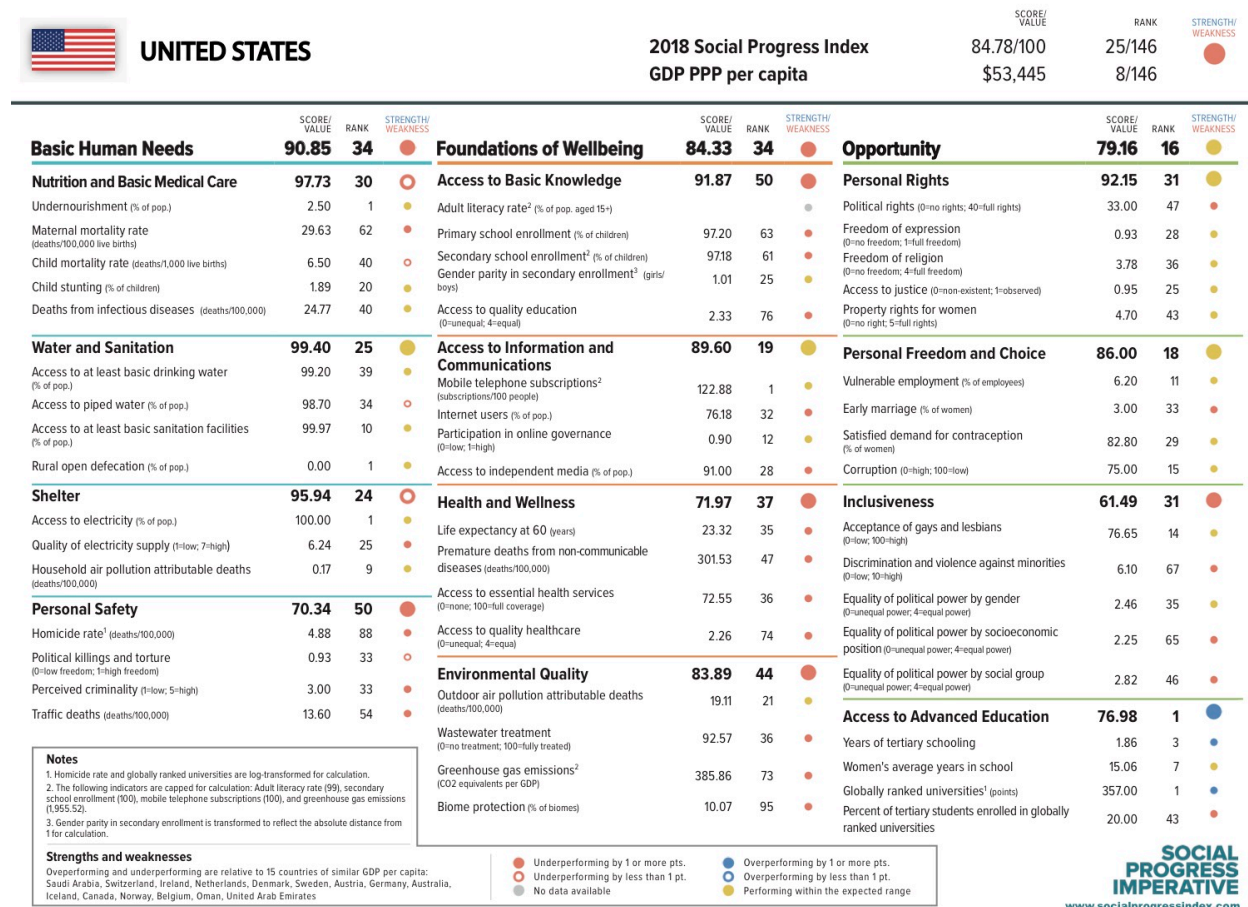 UNITED STATES
SCORE/
VALUE
RANK
STRENGTH/
WEAKNESS
2018 Social Progress Index 84.78/100 25/146
GDP PPP per capita $53,445 8/146
SCORE/
VALUE RANK STRENGTH/
WEAKNESS
Basic Human Needs 90.85 34
Nutrition and Basic Medical Care 97.73 30
Undernourishment (% of pop.) 2.50 1
Maternal mortality rate 29.63 62
(deaths/100,000 live births)
Child mortality rate (deaths/1,000 live births) 6.50 40
Child stunting (% of children) 1.89 20
Deaths from infectious diseases (deaths/100,000) 24.77 40
Water and Sanitation 99.40 25
Access to at least basic drinking water 99.20 39
(% of pop.)
Access to piped water (% of pop.) 98.70 34
Access to at least basic sanitation facilities 99.97 10
(% of pop.)
Rural open defecation (% of pop.) 0.00 1
Shelter 95.94 24
Access to electricity (% of pop.) 100.00 1
Quality of electricity supply (1=low; 7=high) 6.24 25
Household air pollution attributable deaths 0.17 9
(deaths/100,000)
Personal Safety 70.34 50
Homicide rate1 (deaths/100,000) 4.88 88
Political killings and torture 0.93 33
(0=low freedom; 1=high freedom)
Perceived criminality (1=low; 5=high) 3.00 33
Traffic deaths (deaths/100,000) 13.60 54
SCORE/
VALUE RANK STRENGTH/
WEAKNESS
Foundations of Wellbeing 84.33 34
Access to Basic Knowledge 91.87 50
Adult literacy rate2 (% of pop. aged 15+)
Primary school enrollment (% of children) 97.20 63
Secondary school enrollment2 (% of children) 97.18 61
Gender parity in secondary enrollment3 (girls/
boys) 1.01 25
Access to quality education 2.33 76
(0=unequal; 4=equal)
Access to Information and 89.60 19
Communications
Mobile telephone subscriptions2 122.88 1
(subscriptions/100 people)
Internet users (% of pop.) 76.18 32
Participation in online governance 0.90 12
(0=low; 1=high)
Access to independent media (% of pop.) 91.00 28
Health and Wellness 71.97 37
Life expectancy at 60 (years) 23.32 35
Premature deaths from non-communicable 301.53 47
diseases (deaths/100,000)
Access to essential health services 72.55 36
(0=none; 100=full coverage)
Access to quality healthcare 2.26 74
(0=unequal; 4=equa)
Environmental Quality 83.89 44
Outdoor air pollution attributable deaths 19.11 21
(deaths/100,000)
Wastewater treatment 92.57 36
(0=no treatment; 100=fully treated)
Greenhouse gas emissions2 385.86 73
(CO2 equivalents per GDP)
Biome protection (% of biomes) 10.07 95
SCORE/
VALUE RANK STRENGTH/
WEAKNESS
Opportunity 79.16 16
Personal Rights 92.15 31
Political rights (0=no rights; 40=full rights) 33.00 47
Freedom of expression 0.93 28
(0=no freedom; 1=full freedom)
Freedom of religion 3.78 36
(0=no freedom; 4=full freedom)
Access to justice (0=non-existent; 1=observed) 0.95 25
Property rights for women 4.70 43
(0=no right; 5=full rights)
Personal Freedom and Choice 86.00 18
Vulnerable employment (% of employees) 6.20 11
Early marriage (% of women) 3.00 33
Satisfied demand for contraception 82.80 29
(% of women)
Corruption (0=high; 100=low) 75.00 15
Inclusiveness 61.49 31
Acceptance of gays and lesbians 76.65 14
(0=low; 100=high)
Discrimination and violence against minorities 6.10 67
(0=low; 10=high)
Equality of political power by gender 2.46 35
(0=unequal power; 4=equal power)
Equality of political power by socioeconomic 2.25 65
position (0=unequal power; 4=equal power)
Equality of political power by social group 2.82 46
(0=unequal power; 4=equal power)
Access to Advanced Education 76.98 1
Years of tertiary schooling 1.86 3
Women's average years in school 15.06 7
Globally ranked universities1 (points) 357.00 1
Percent of tertiary students enrolled in globally 20.00 43
ranked universities
Notes
1. Homicide rate and globally ranked universities are log-transformed for calculation.
2. The following indicators are capped for calculation: Adult literacy rate (99), secondary
school enrollment (100), mobile telephone subscriptions (100), and greenhouse gas emissions
(1,955.52).
3. Gender parity in secondary enrollment is transformed to reflect the absolute distance from
1 for calculation.
Strengths and weaknesses
Overperforming and underperforming are relative to 15 countries of similar GDP per capita:
Saudi Arabia, Switzerland, Ireland, Netherlands, Denmark, Sweden, Austria, Germany, Australia,
Iceland, Canada, Norway, Belgium, Oman, United Arab Emirates
Underperforming by 1 or more pts.
Underperforming by less than 1 pt.
No data available
Overperforming by 1 or more pts.
Overperforming by less than 1 pt.
Performing within the expected range
SOCIAL
PROGRESS
IMPERATIVE
www.socialprogressindex.com